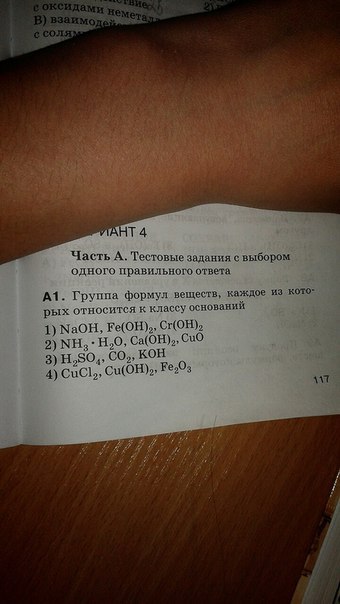 с оксидами неметалл
В) взаимодей
с солям
ИАНТ 4
Часть А. Тестовые задания с выбором
одного правильного ответа
А1. Группа формул веществ, каждое из кото-
рых относится к классу оснований
1) NaOH, Fe(OH)₂, Cr(OH)₂
2) NH₃ · H₂O, Ca(OH)₂, CuO
3) H₂SO₄, CO₂, KOH
4) CuCl₂, Cu(OH)₂, Fe₂O₃
117